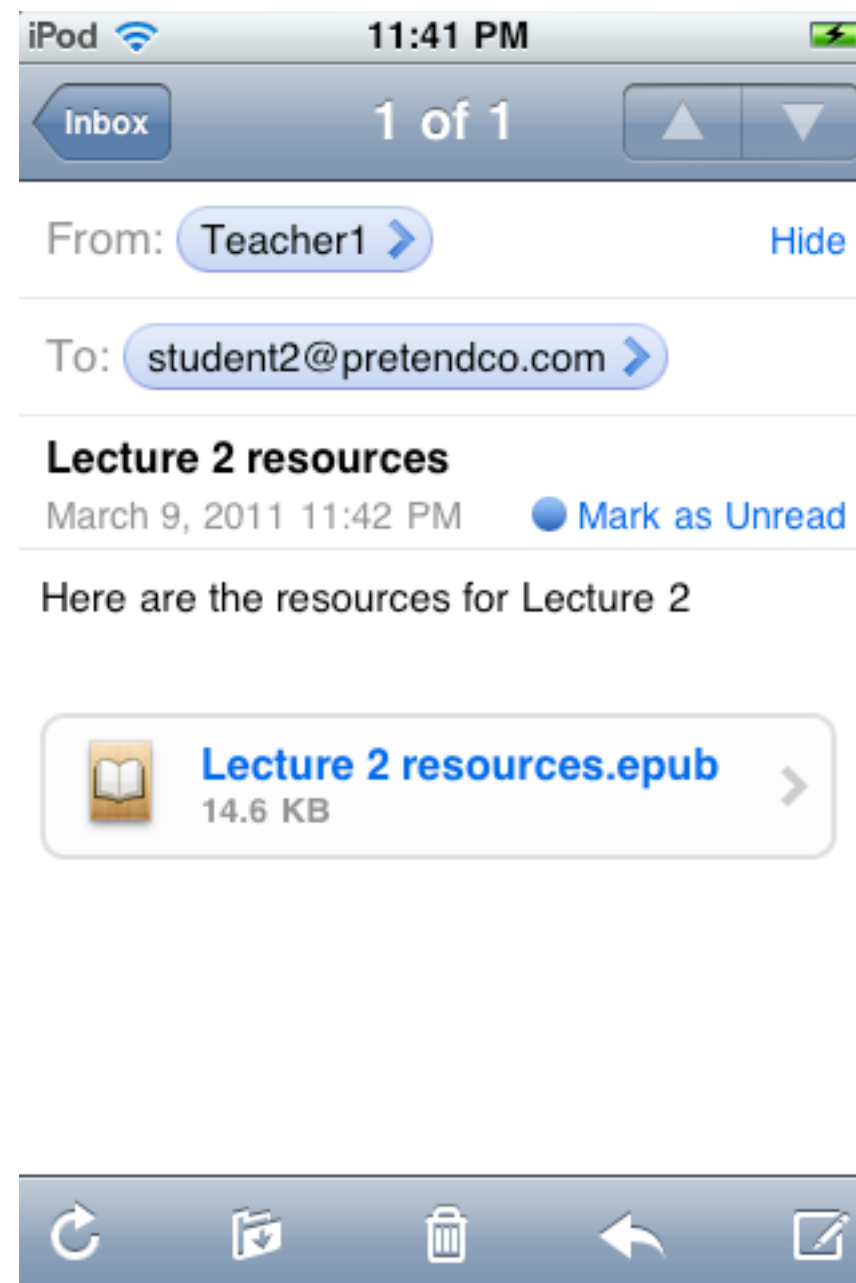 iPod 11:41 PM
Inbox 1 of 1
From: Teacher1 Hide
To: student2@pretendco.com
Lecture 2 resources
March 9, 2011 11:42 PM Mark as Unread
Here are the resources for Lecture 2
Lecture 2 resources.epub
14.6 KB